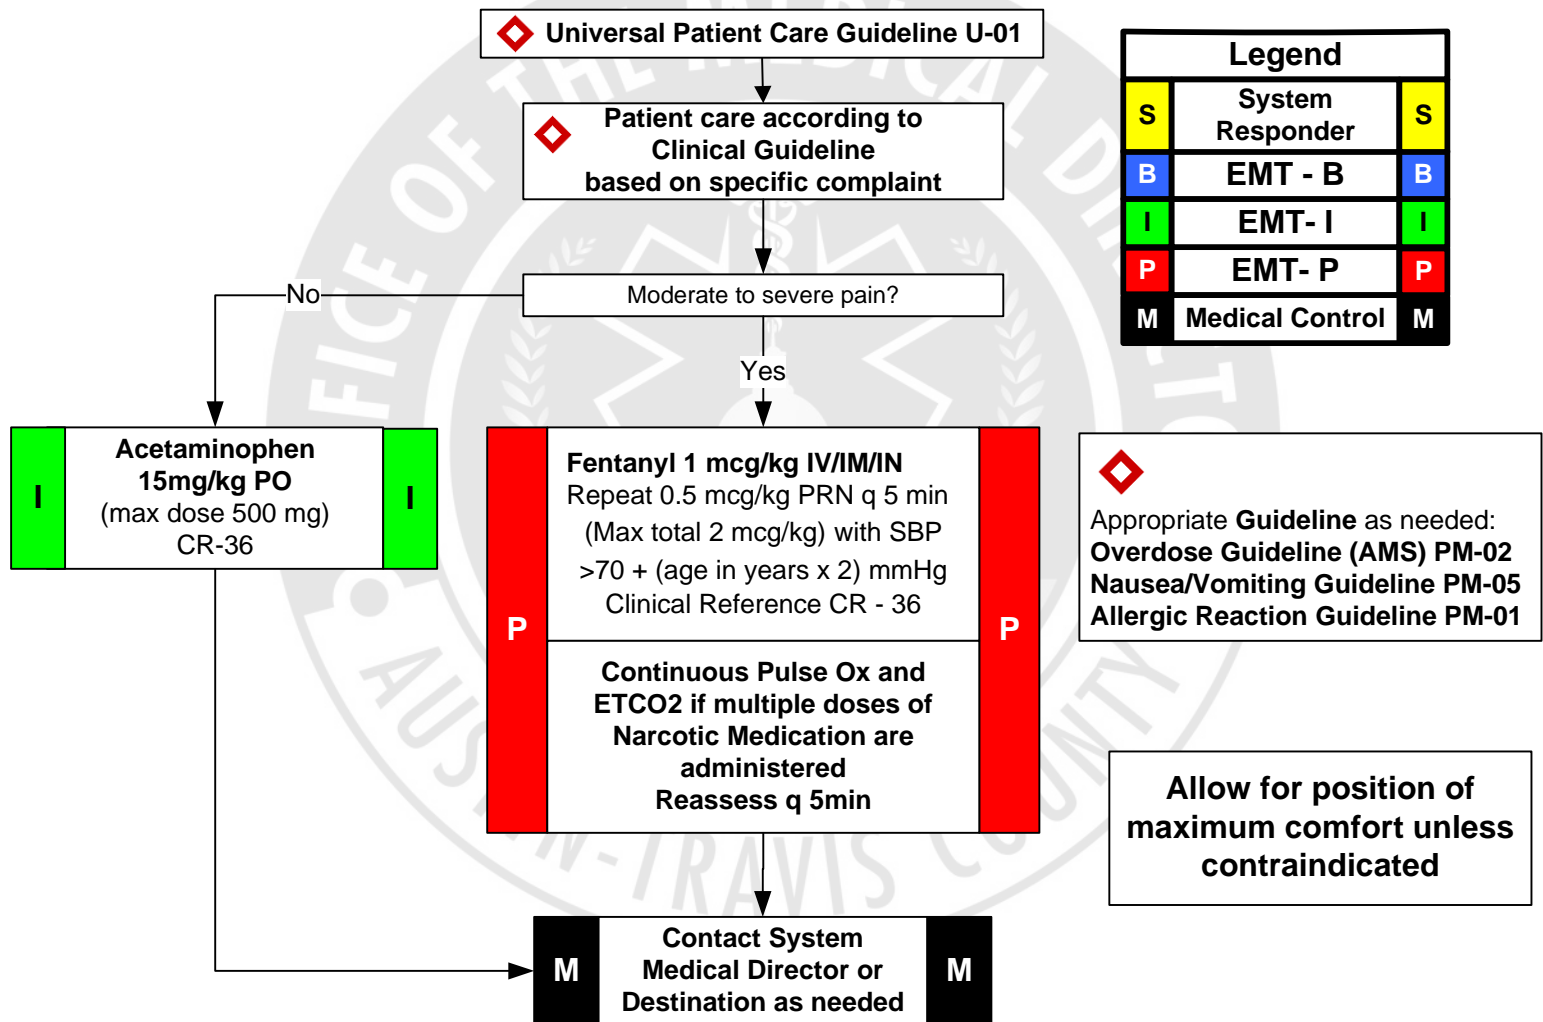 Universal Patient Care Guideline U-01
Patient care according to
Clinical Guideline
based on specific complaint
Moderate to severe pain?
No
Yes
I
Acetaminophen
15mg/kg PO
(max dose 500 mg)
CR-36
I
P
Fentanyl 1 mcg/kg IV/IM/IN
Repeat 0.5 mcg/kg PRN q 5 min
(Max total 2 mcg/kg) with SBP
>70 + (age in years x 2) mmHg
Clinical Reference CR - 36
Continuous Pulse Ox and
ETCO2 if multiple doses of
Narcotic Medication are
administered
Reassess q 5min
P
M
Contact System
Medical Director or
Destination as needed
M
Legend
S
System
Responder
S
B EMT - B B
I EMT- I I
P EMT- P P
M Medical Control M
Appropriate Guideline as needed:
Overdose Guideline (AMS) PM-02
Nausea/Vomiting Guideline PM-05
Allergic Reaction Guideline PM-01
Allow for position of
maximum comfort unless
contraindicated